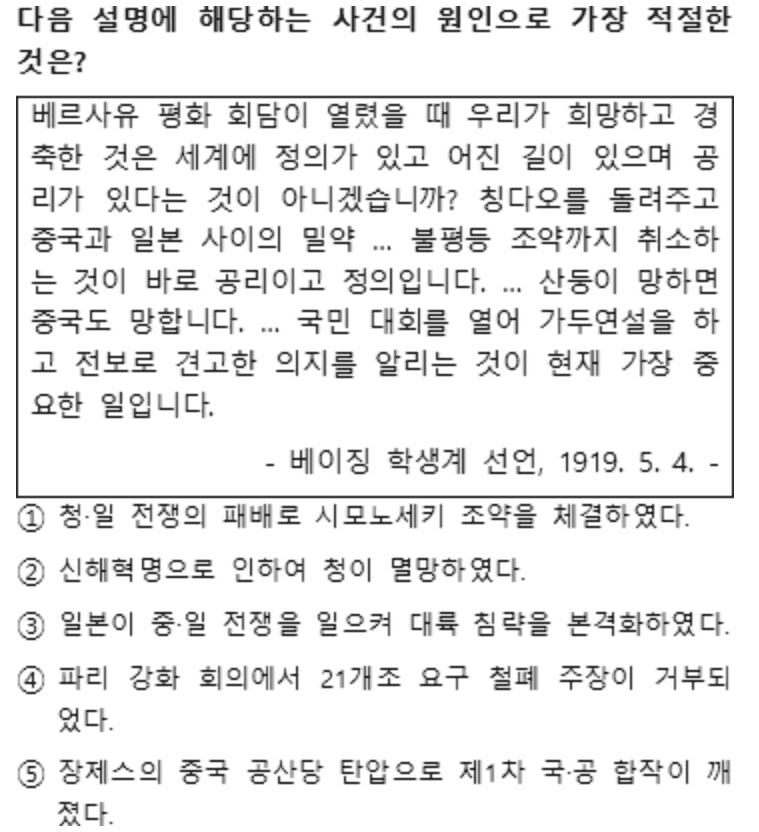 다음 설명에 해당하는 사건의 원인으로 가장 적절한
것은?
베르사유 평화 회담이 열렸을 때 우리가 희망하고 경
축한 것은 세계에 정의가 있고 어진 길이 있으며 공
리가 있다는 것이 아니겠습니까? 칭다오를 돌려주고
중국과 일본 사이의 밀약 ... 불평등 조약까지 취소하
는 것이 바로 공리이고 정의입니다. ... 산둥이 망하면
중국도 망합니다. ... 국민 대회를 열어 가두연설을 하
고 전보로 견고한 의지를 알리는 것이 현재 가장 중
요한 일입니다.
- 베이징 학생계 선언, 1919. 5. 4. -
① 청·일 전쟁의 패배로 시모노세키 조약을 체결하였다.
② 신해혁명으로 인하여 청이 멸망하였다.
③ 일본이 중·일 전쟁을 일으켜 대륙 침략을 본격화하였다.
④ 파리 강화 회의에서 21개조 요구 철폐 주장이 거부되
었다.
⑤ 장제스의 중국 공산당 탄압으로 제1차 국·공 합작이 깨
졌다.